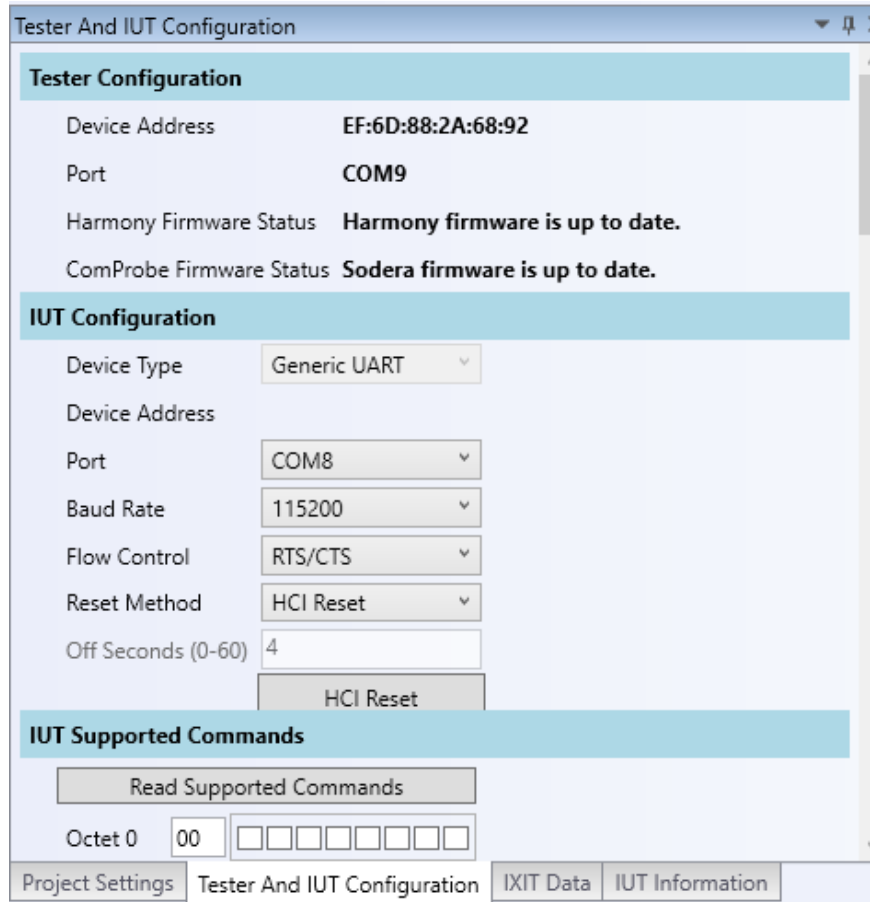 Tester And IUT Configuration
Tester Configuration
Device Address EF:6D:88:2A:68:92
Port COM9
Harmony Firmware Status Harmony firmware is up to date.
ComProbe Firmware Status Sodera firmware is up to date.
IUT Configuration
Device Type Generic UART
Device Address
Port COM8
Baud Rate 115200
Flow Control RTS/CTS
Reset Method HCI Reset
Off Seconds (0-60) 4
HCI Reset
IUT Supported Commands
Read Supported Commands
Octet 0 00
Project Settings Tester And IUT Configuration IXIT Data IUT Information